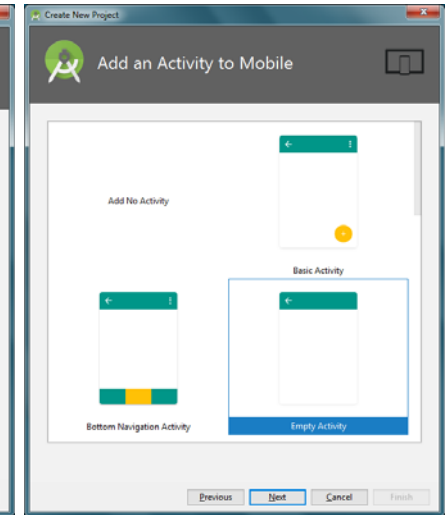 Create New Project
Add an Activity to Mobile
Add No Activity
Basic Activity
Bottom Navigation Activity
Empty Activity
Previous Next Cancel Finish